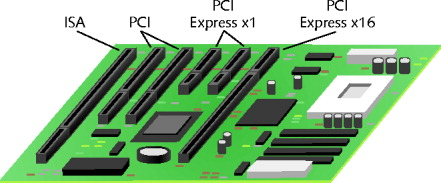 ISA
PCI
PCI
Express x1
PCI
Express x16